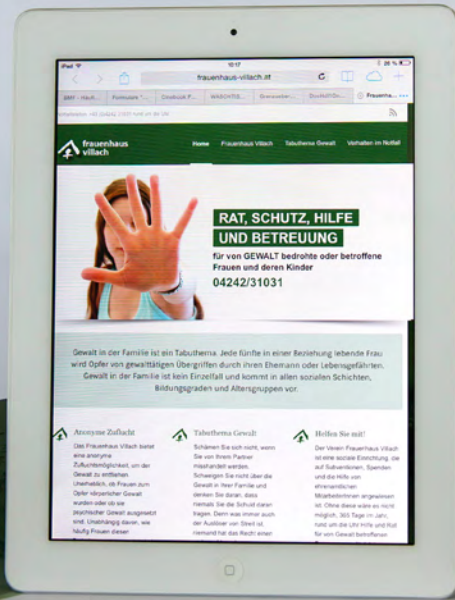 iPad
10:17
28 %
frauenhaus-villach.at
Frauenha...
frauenhaus
villach
Home
Frauenhaus Villach
Tabuthema Gewalt
Verhalten im Notfall
RAT, SCHUTZ, HILFE
UND BETREUUNG
für von GEWALT bedrohte oder betroffene
Frauen und deren Kinder
04242/31031
Gewalt in der Familie ist ein Tabuthema. Jede fünfte in einer Beziehung lebende Frau
wird Opfer von gewalttätigen Übergriffen durch ihren Ehemann oder Lebensgefährten.
Gewalt in der Familie ist kein Einzelfall und kommt in allen sozialen Schichten,
Bildungsgraden und Altersgruppen vor.
Anonyme Zuflucht
Das Frauenhaus Villach bietet
eine anonyme
Zufluchtsmöglichkeit, um der
Gewalt zu entfliehen.
Unerheblich, ob Frauen zum
Opfer körperlicher Gewalt
wurden oder ob sie
psychischer Gewalt ausgesetzt
sind. Unabhängig davon, wie
häufig Frauen diesen
Tabuthema Gewalt
Schämen Sie sich nicht, wenn
Sie von Ihrem Partner
misshandelt werden.
Schweigen Sie nicht über die
Gewalt in Ihrer Familie und
denken Sie daran, dass
niemals Sie die Schuld daran
tragen. Denn was immer auch
der Auslöser von Streit ist,
niemand hat das Recht einen
Helfen Sie mit!
Der Verein Frauenhaus Villach
ist eine soziale Einrichtung, die
auf Subventionen, Spenden
und die Hilfe von
ehrenamtlichen
MitarbeiterInnen angewiesen
ist. Ohne diese wäre es nicht
möglich, 365 Tage im Jahr,
rund um die Uhr Hilfe und Rat
für von Gewalt betroffenen